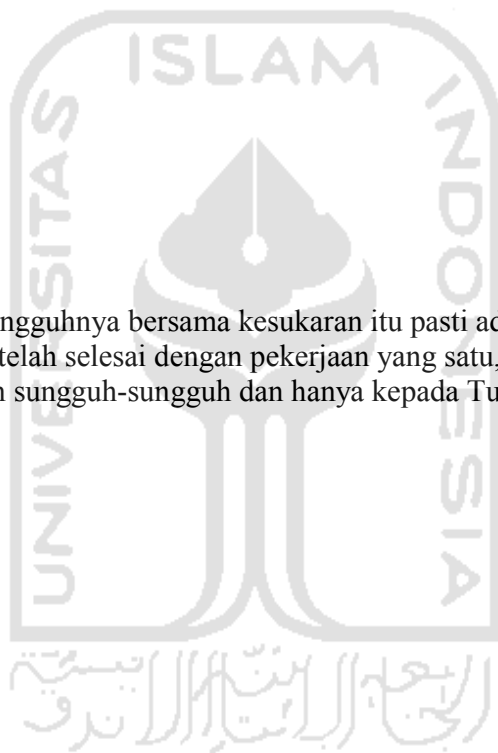 UNIVERSITAS
ISLAM
INDONESIA
ngguhnya bersama kesukaran itu pasti ad
telah selesai dengan pekerjaan yang satu,
n sungguh-sungguh dan hanya kepada Tu